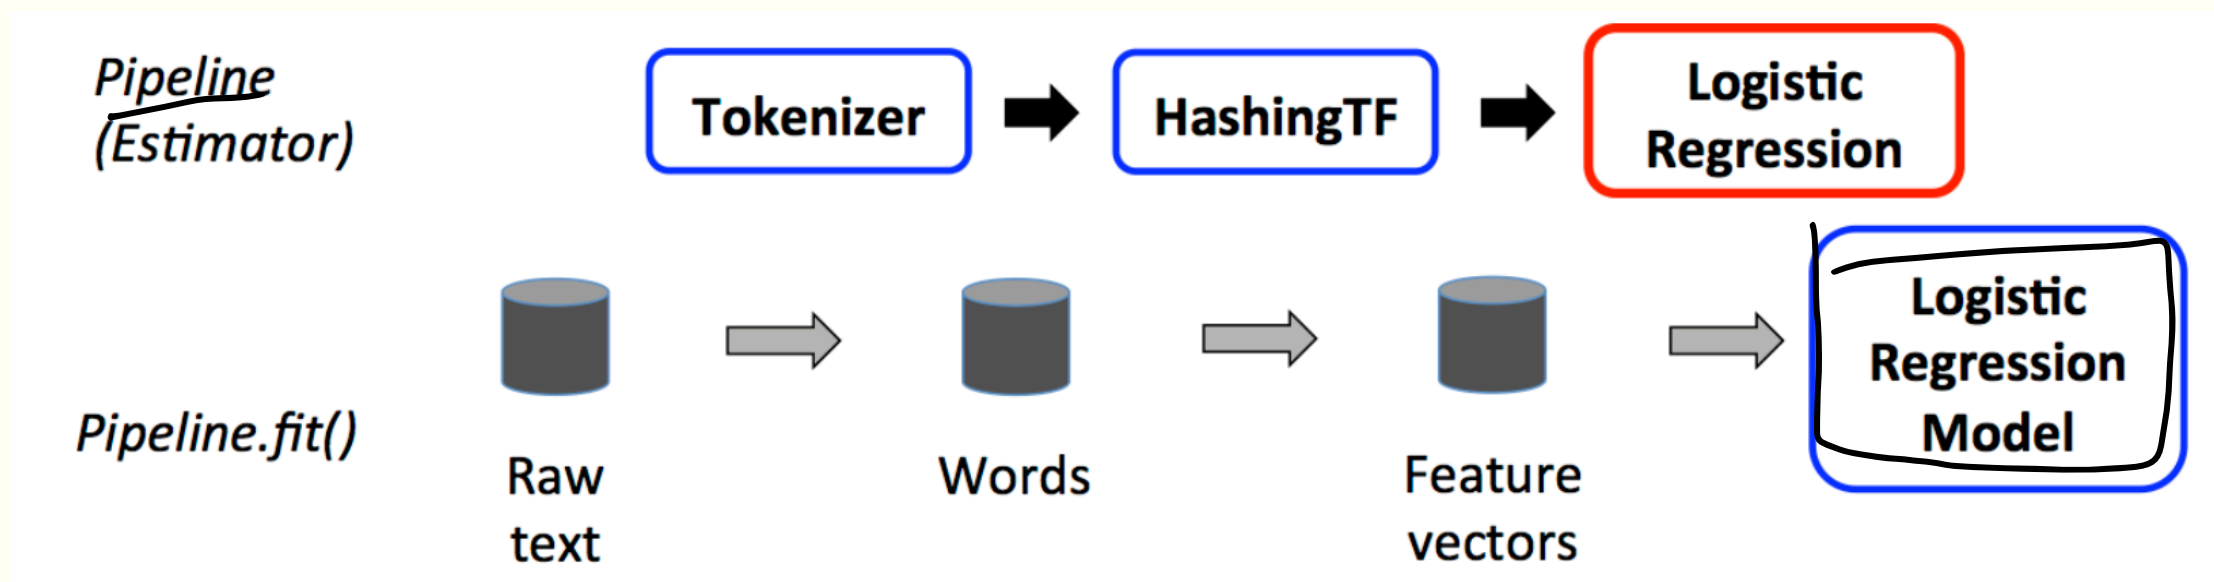 Pipeline
(Estimator)
Tokenizer
HashingTF
Logistic
Regression
Pipeline.fit()
Raw
text
Words
Feature
vectors
Logistic
Regression
Model